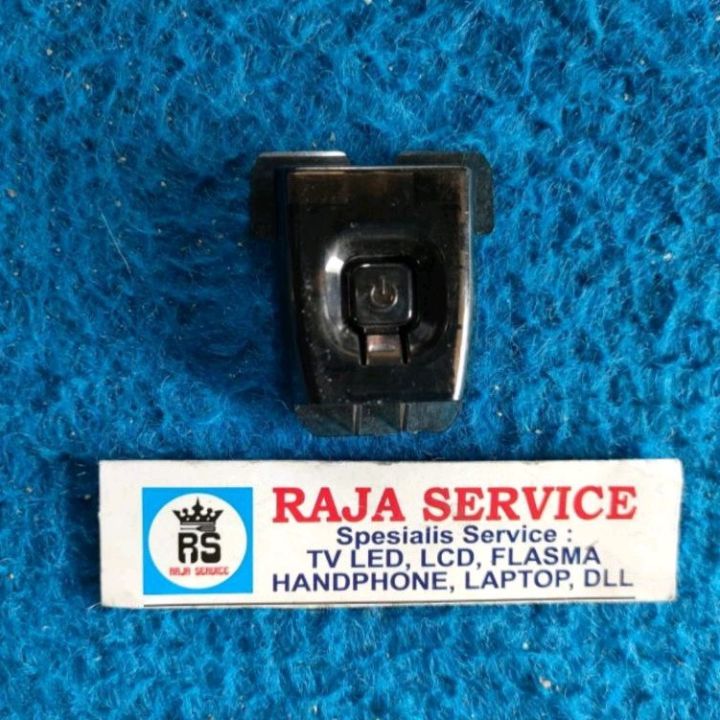 RAJA SERVICE
Spesialis Service :
TV LED, LCD, FLASMA
HANDPHONE, LAPTOP, DLL
RS
RAJA SERVICE